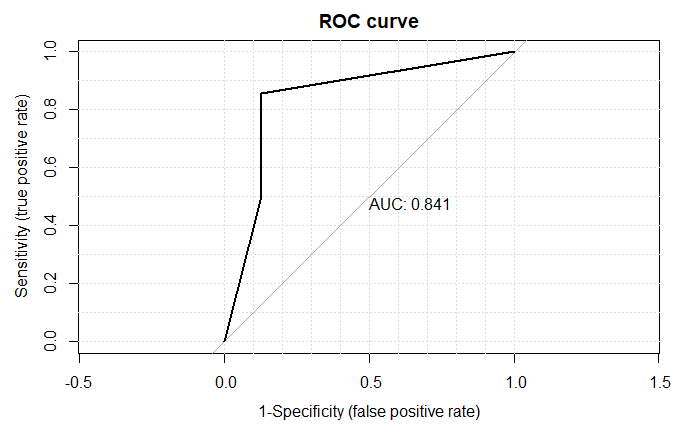 ROC curve
Sensitivity (true positive rate)
1.0
0.8
0.6
0.4
0.2
0.0
AUC: 0.841
-0.5
0.0
0.5
1.0
1.5
1-Specificity (false positive rate)